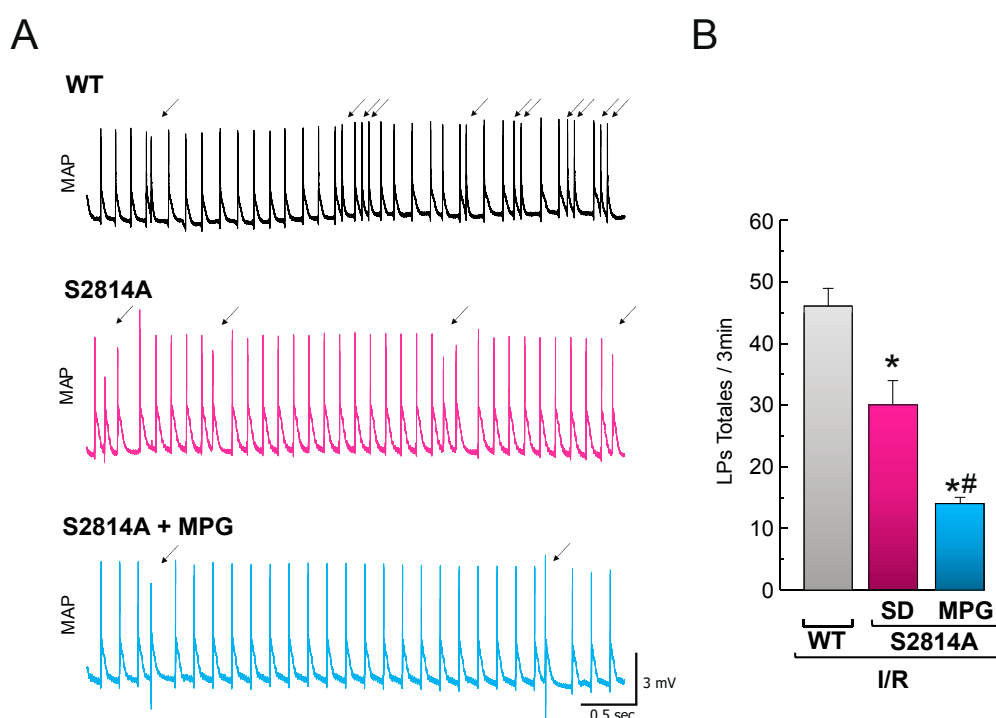 A
WT
MAP
S2814A
MAP
S2814A + MPG
MAP
3 mV
0.5 sec
B
LPs Totales / 3min
60
50
40
30
20
10
0
*
*#
SD MPG
WT S2814A
I/R